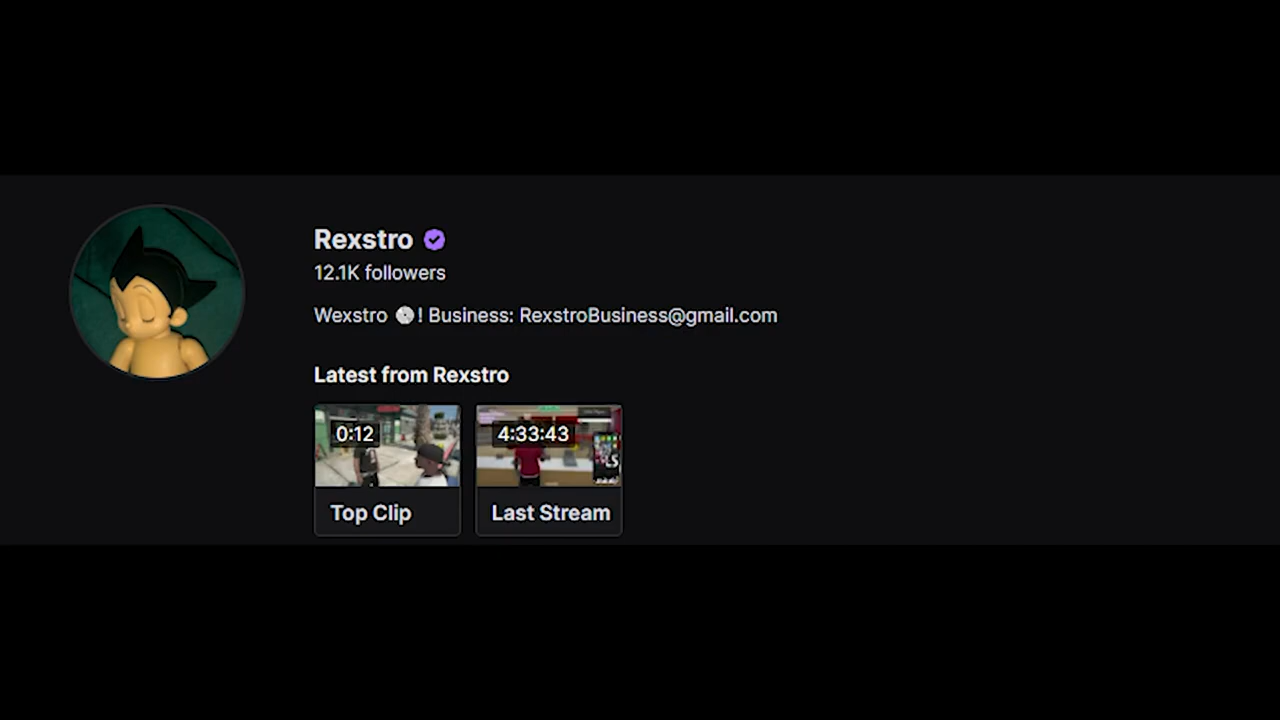 Rexstro
12.1K followers
Wexstro ! Business: RexstroBusiness@gmail.com
Latest from Rexstro
0:12
4:33:43
LS
Top Clip
Last Stream